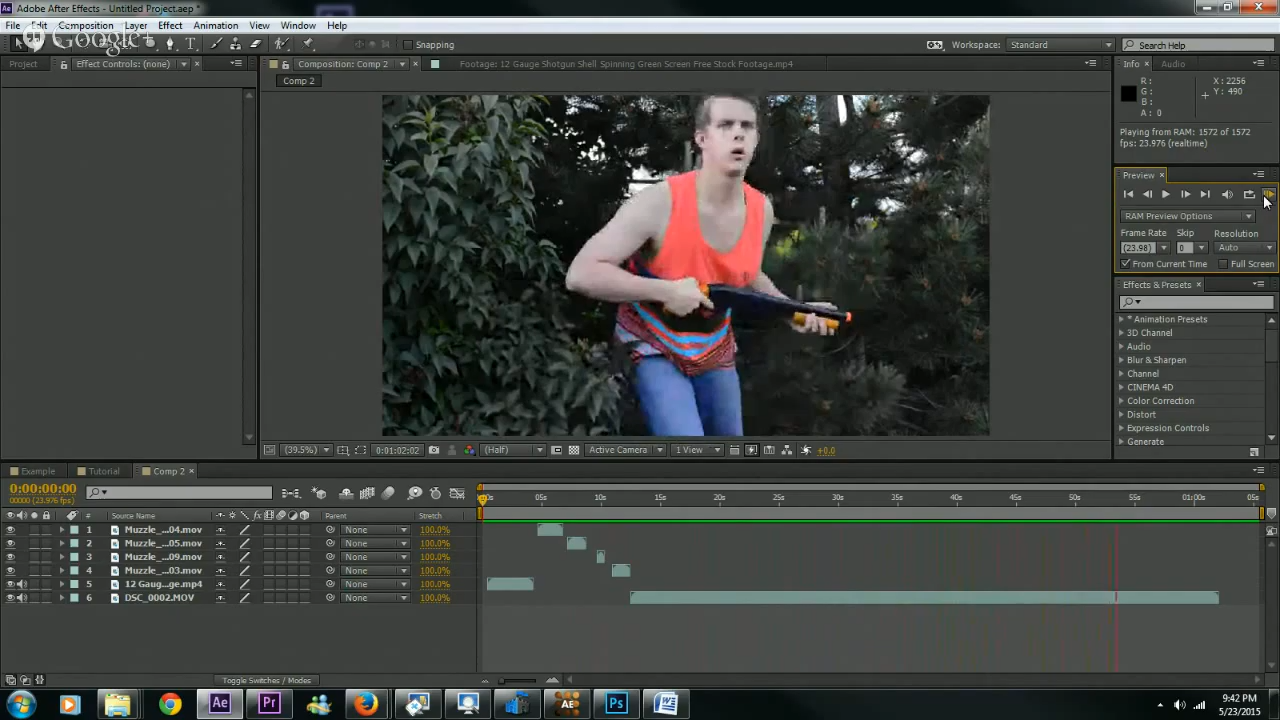 Adobe After Effects - Untitled Project.aep *
File Edit Composition Layer Effect Animation View Window Help
Google+
Snapping
Workspace: Standard
Search Help
Project
Effect Controls: (none)
Composition: Comp 2
Footage: 12 Gauge Shotgun Shell Spinning Green Screen Free Stock Footage.mp4
Comp 2
Info
Audio
R :
G :
B :
A : 0
X : 2256
Y : 490
Playing from RAM: 1572 of 1572
fps: 23.976 (realtime)
Preview
RAM Preview Options
Frame Rate Skip Resolution
(23.98) 0 Auto
From Current Time Full Screen
Effects & Presets
* Animation Presets
3D Channel
Audio
Blur & Sharpen
Channel
CINEMA 4D
Color Correction
Distort
Expression Controls
Generate
(39.5%) 0:01:02:02 (Half) Active Camera 1 View +0.0
Example
Tutorial
Comp 2
0:00:00:00
00000 (23.976 fps)
05s 10s 15s 20s 25s 30s 35s 40s 45s 50s 55s 01:00s 05s
# Source Name Parent Stretch
1 Muzzle_...04.mov None 100.0%
2 Muzzle_...05.mov None 100.0%
3 Muzzle_...09.mov None 100.0%
4 Muzzle_...03.mov None 100.0%
5 12 Gaug...ge.mp4 None 100.0%
6 DSC_0002.MOV None 100.0%
Toggle Switches / Modes
Ae Pr AE Ps W
9:42 PM
5/23/2015